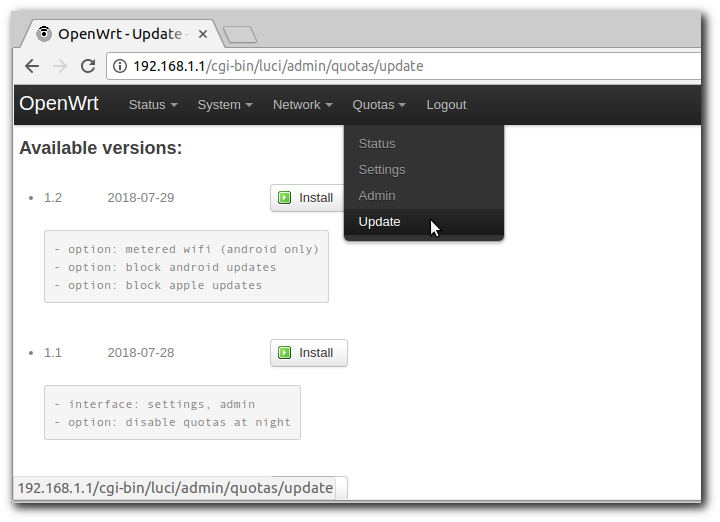 OpenWrt - Update -
192.168.1.1/cgi-bin/luci/admin/quotas/update
OpenWrt Status System Network Quotas Logout
Status
Settings
Admin
Update
Available versions:
1.2 2018-07-29 Install
- option: metered wifi (android only)
- option: block android updates
- option: block apple updates
1.1 2018-07-28 Install
- interface: settings, admin
- option: disable quotas at night
192.168.1.1/cgi-bin/luci/admin/quotas/update